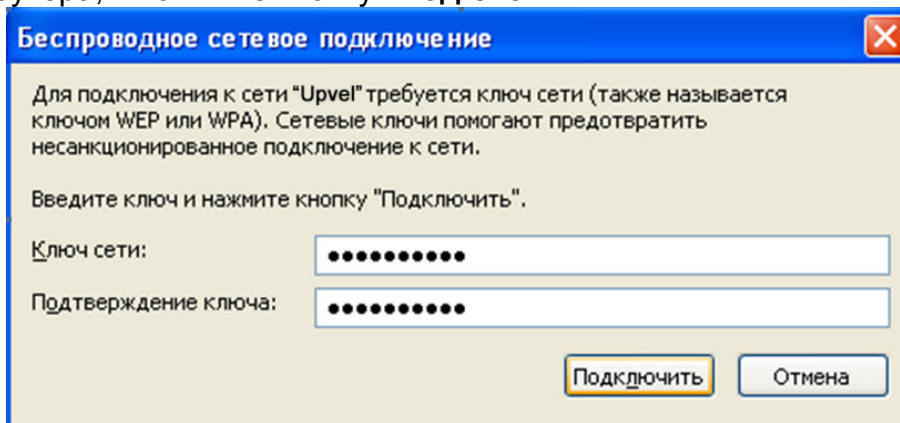 Беспроводное сетевое подключение
Для подключения к сети “Upvel” требуется ключ сети (также называется
ключом WEP или WPA). Сетевые ключи помогают предотвратить
несанкционированное подключение к сети.
Введите ключ и нажмите кнопку "Подключить".
Ключ сети: ••••••••••
Подтверждение ключа: ••••••••••
Подключить Отмена